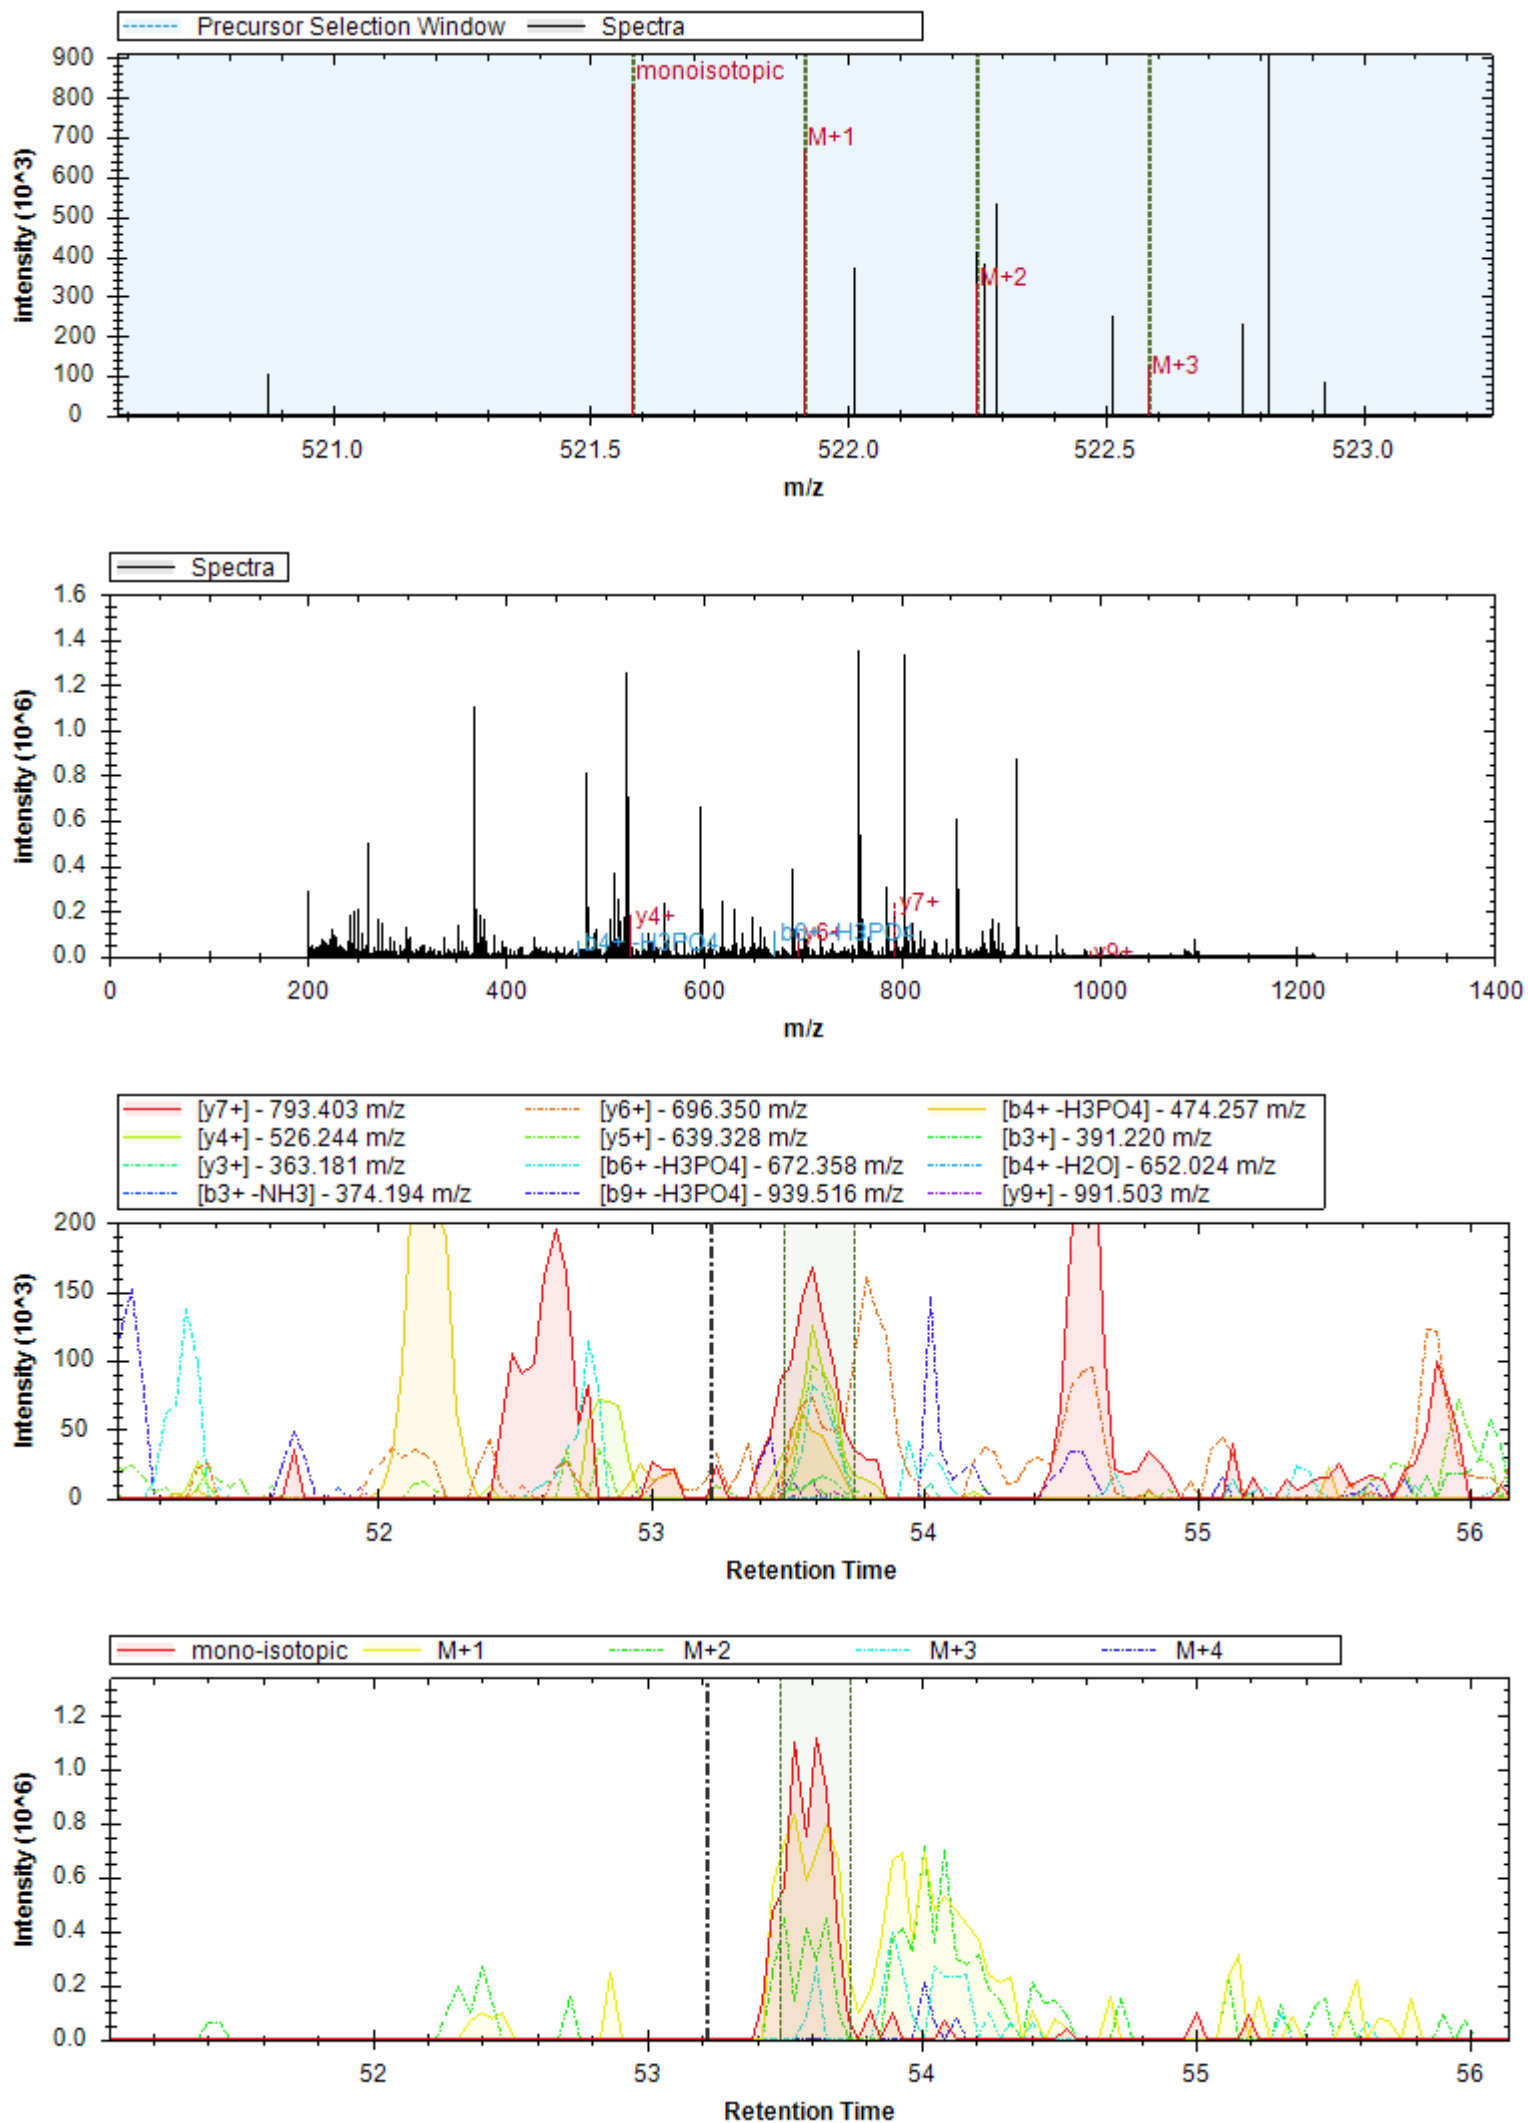 Precursor Selection Window Spectra
900
monoisotopic
800
M+1
700
600
500
400
M+2
300
200
M+3
100
0
intensity (10^3)
521.0 521.5 522.0 522.5 523.0
m/z
Spectra
1.6
1.4
1.2
1.0
0.8
0.6
0.4
0.2
0.0
intensity (10^6)
y7+
y4+
b4+ -H3PO4
b6+ -H3PO4
y6+
y9+
0 200 400 600 800 1000 1200 1400
m/z
[y7+] - 793.403 m/z [y6+] - 696.350 m/z [b4+ -H3PO4] - 474.257 m/z
[y4+] - 526.244 m/z [y5+] - 639.328 m/z [b3+] - 391.220 m/z
[y3+] - 363.181 m/z [b6+ -H3PO4] - 672.358 m/z [b4+ -H2O] - 652.024 m/z
[b3+ -NH3] - 374.194 m/z [b9+ -H3PO4] - 939.516 m/z [y9+] - 991.503 m/z
200
150
100
50
0
Intensity (10^3)
52 53 54 55 56
Retention Time
mono-isotopic M+1 M+2 M+3 M+4
1.2
1.0
0.8
0.6
0.4
0.2
0.0
Intensity (10^6)
52 53 54 55 56
Retention Time